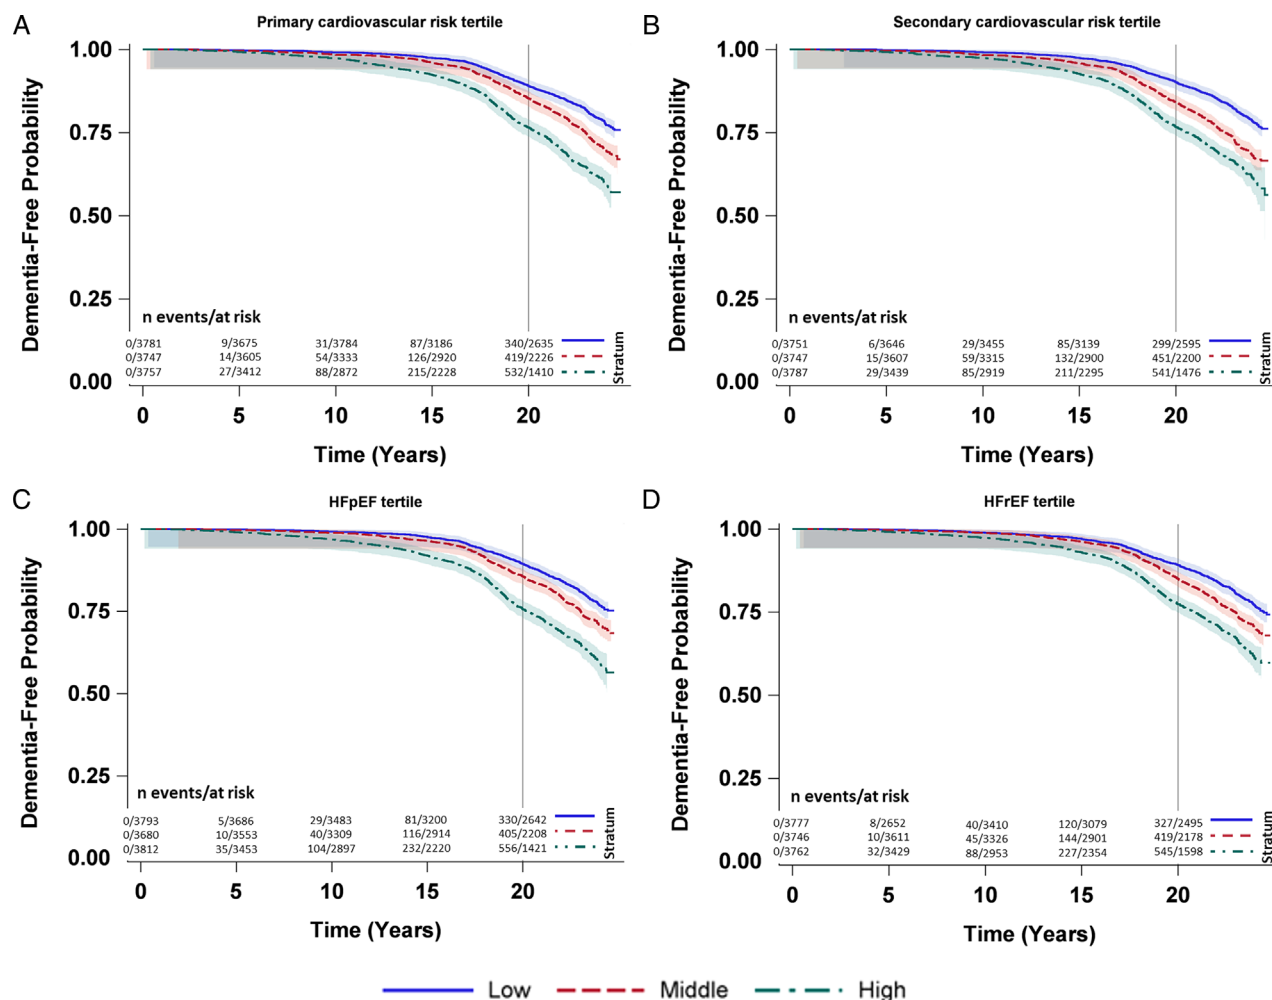 A
Primary cardiovascular risk tertile
Dementia-Free Probability
1.00
0.75
0.50
0.25
0.00
n events/at risk
0/3781 9/3675 31/3784 87/3186 340/2635
0/3747 14/3605 54/3333 126/2920 419/2226
0/3757 27/3412 88/2872 215/2228 532/1410
Stratum
0 5 10 15 20
Time (Years)
B
Secondary cardiovascular risk tertile
Dementia-Free Probability
1.00
0.75
0.50
0.25
0.00
n events/at risk
0/3751 6/3646 29/3455 85/3139 299/2595
0/3747 15/3607 59/3315 132/2900 451/2200
0/3787 29/3439 85/2919 211/2295 541/1476
Stratum
0 5 10 15 20
Time (Years)
C
HFpEF tertile
Dementia-Free Probability
1.00
0.75
0.50
0.25
0.00
n events/at risk
0/3793 5/3686 29/3483 81/3200 330/2642
0/3680 10/3553 40/3309 116/2914 405/2208
0/3812 35/3453 104/2897 232/2220 556/1421
Stratum
0 5 10 15 20
Time (Years)
D
HFrEF tertile
Dementia-Free Probability
1.00
0.75
0.50
0.25
0.00
n events/at risk
0/3777 8/2652 40/3410 120/3079 327/2495
0/3746 10/3611 45/3326 144/2901 419/2178
0/3762 32/3429 88/2953 227/2354 545/1598
Stratum
0 5 10 15 20
Time (Years)
Low Middle High